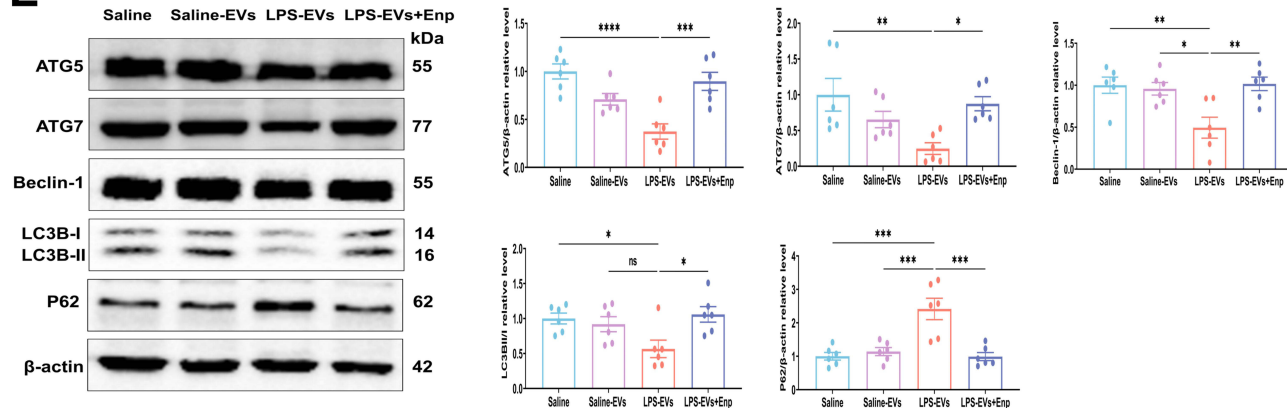 E
Saline Saline-EVs LPS-EVs LPS-EVs+Enp
kDa
ATG5 55
ATG7 77
Beclin-1 55
LC3B-I 14
LC3B-II 16
P62 62
β-actin 42
ATG5/β-actin relative level
1.5
1.0
0.5
0.0
**** ***
Saline Saline-EVs LPS-EVs LPS-EVs+Enp
ATG7/β-actin relative level
2.0
1.5
1.0
0.5
0.0
** *
Saline Saline-EVs LPS-EVs LPS-EVs+Enp
Beclin-1/β-actin relative level
1.5
1.0
0.5
0.0
**
* **
Saline Saline-EVs LPS-EVs LPS-EVs+Enp
LC3BII/I relative level
2.0
1.5
1.0
0.5
0.0
*
ns *
Saline Saline-EVs LPS-EVs LPS-EVs+Enp
P62/β-actin relative level
4
3
2
1
0
***
*** ***
Saline Saline-EVs LPS-EVs LPS-EVs+Enp